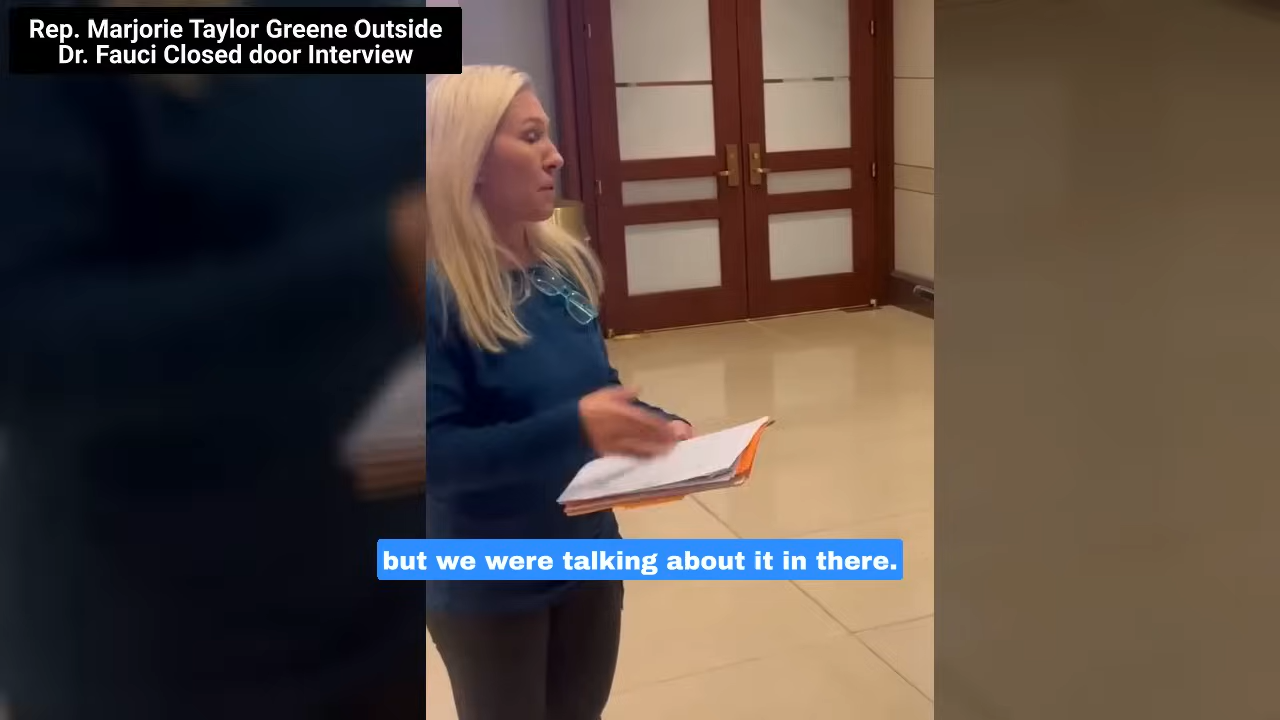 Rep. Marjorie Taylor Greene Outside
Dr. Fauci Closed door Interview
but we were talking about it in there.